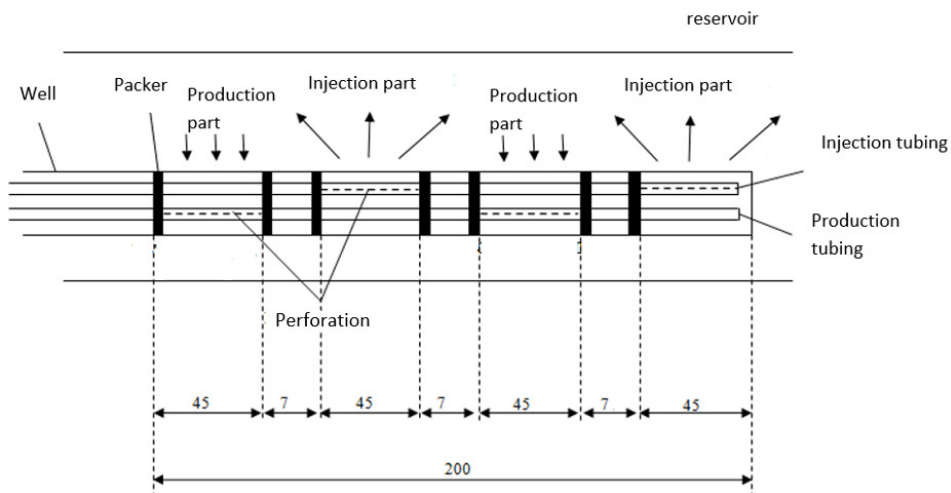 reservoir
Well
Packer
Production
part
Injection part
Production
part
Injection part
Injection tubing
Production
tubing
Perforation
45
7
45
7
45
7
45
200